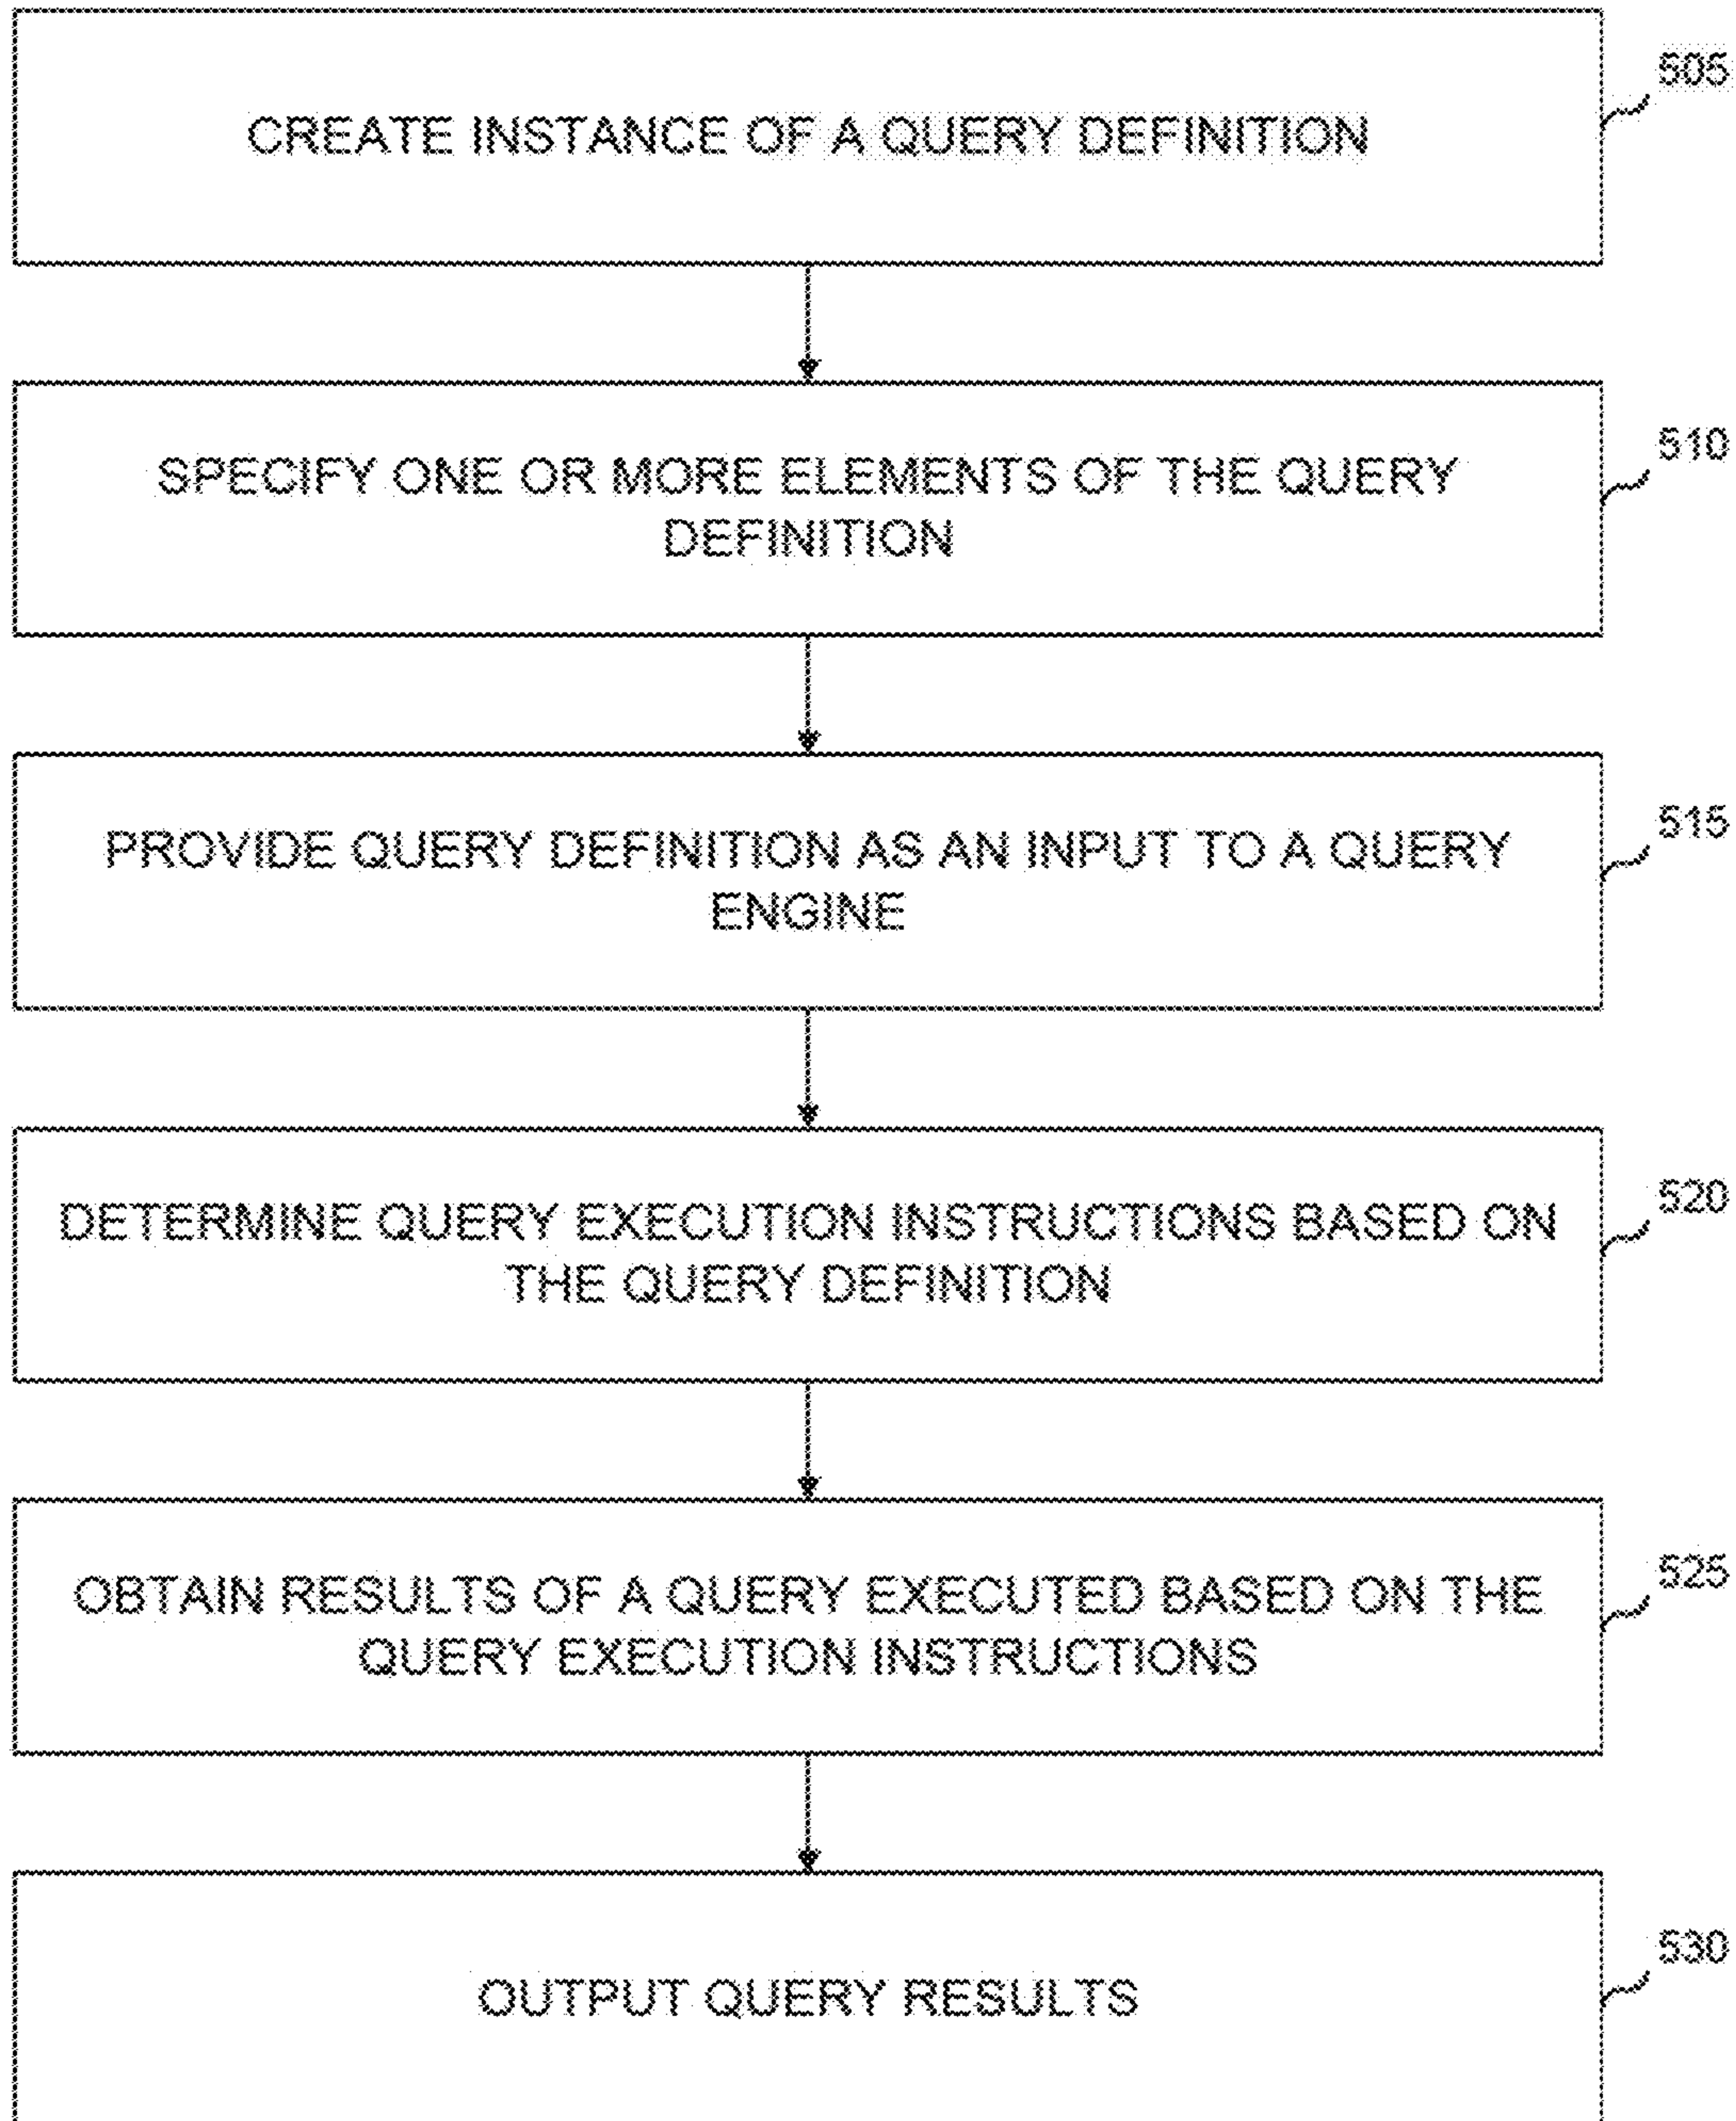 CREATE INSTANCE OF A QUERY DEFINITION
505
SPECIFY ONE OR MORE ELEMENTS OF THE QUERY
DEFINITION
510
PROVIDE QUERY DEFINITION AS AN INPUT TO A QUERY
ENGINE
515
DETERMINE QUERY EXECUTION INSTRUCTIONS BASED ON
THE QUERY DEFINITION
520
OBTAIN RESULTS OF A QUERY EXECUTED BASED ON THE
QUERY EXECUTION INSTRUCTIONS
525
OUTPUT QUERY RESULTS
530